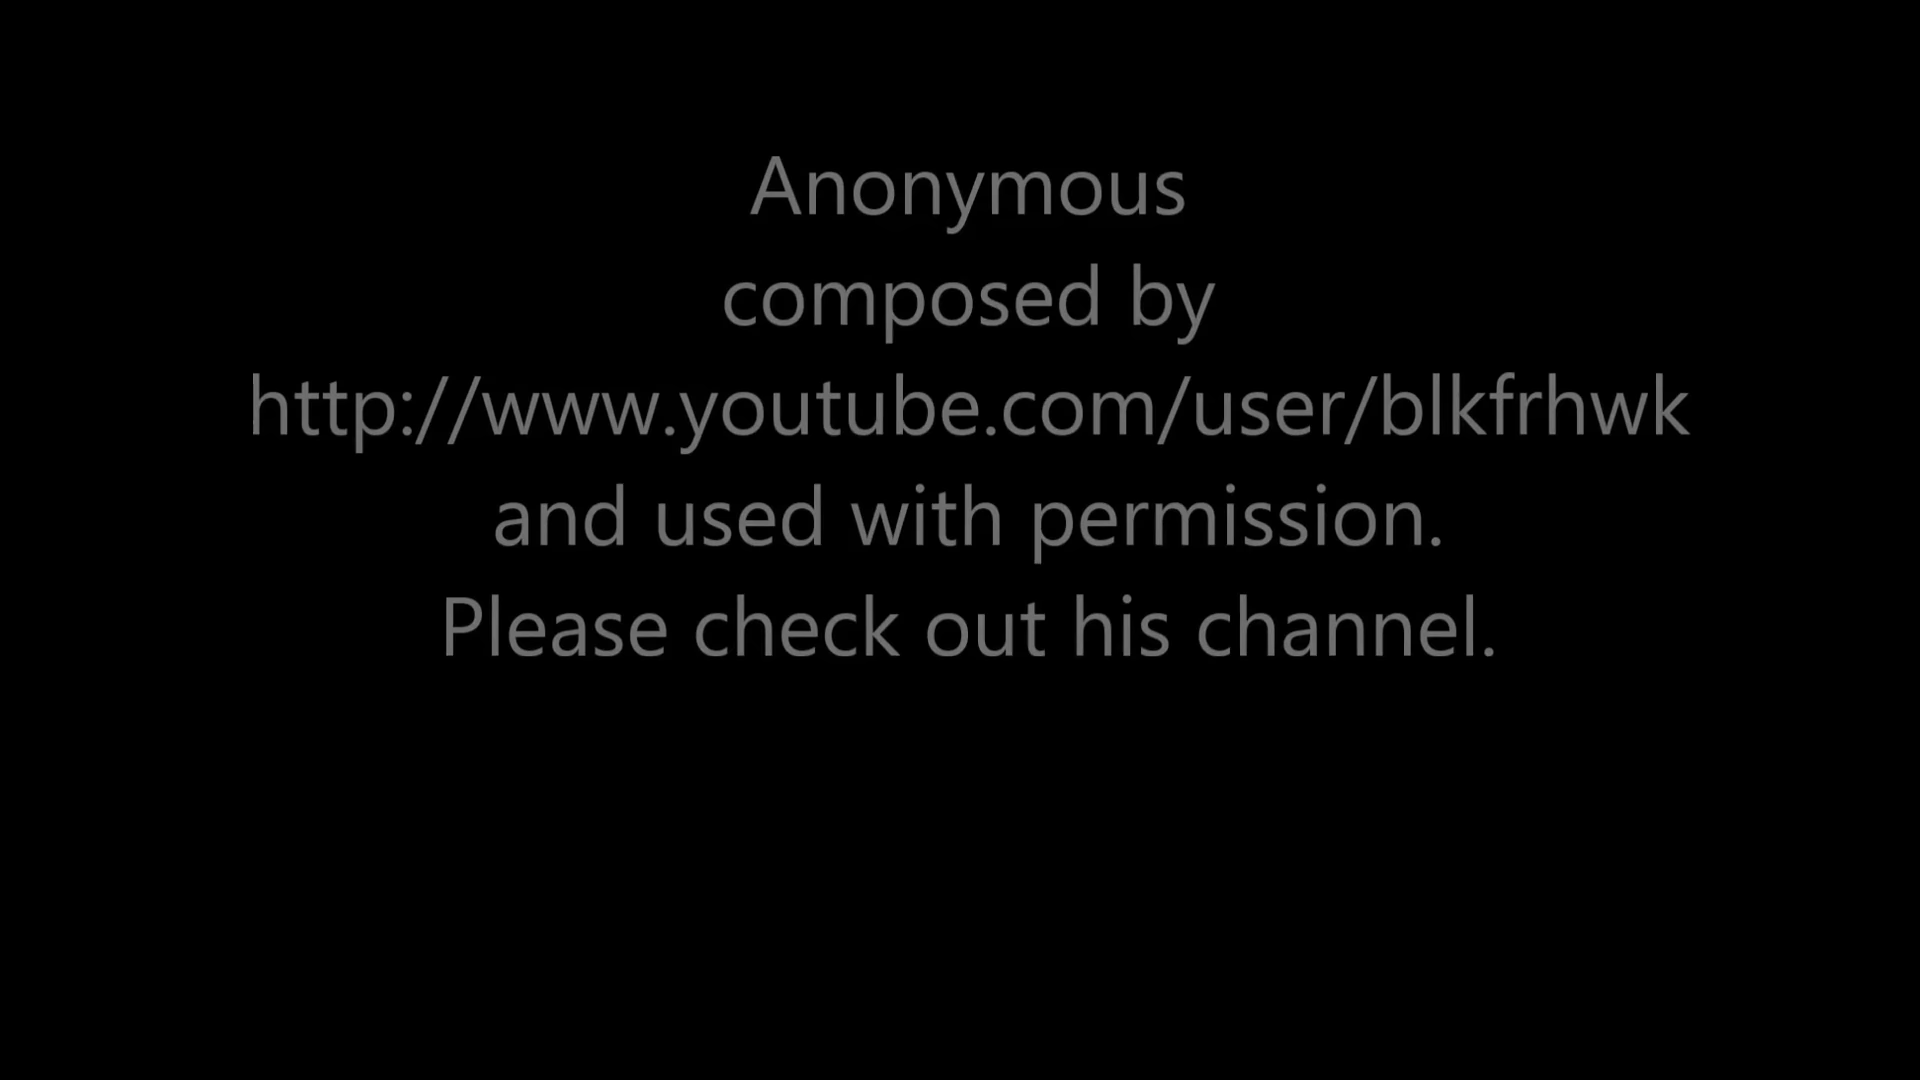 Anonymous
composed by
http://www.youtube.com/user/blkfrhwk
and used with permission.
Please check out his channel.